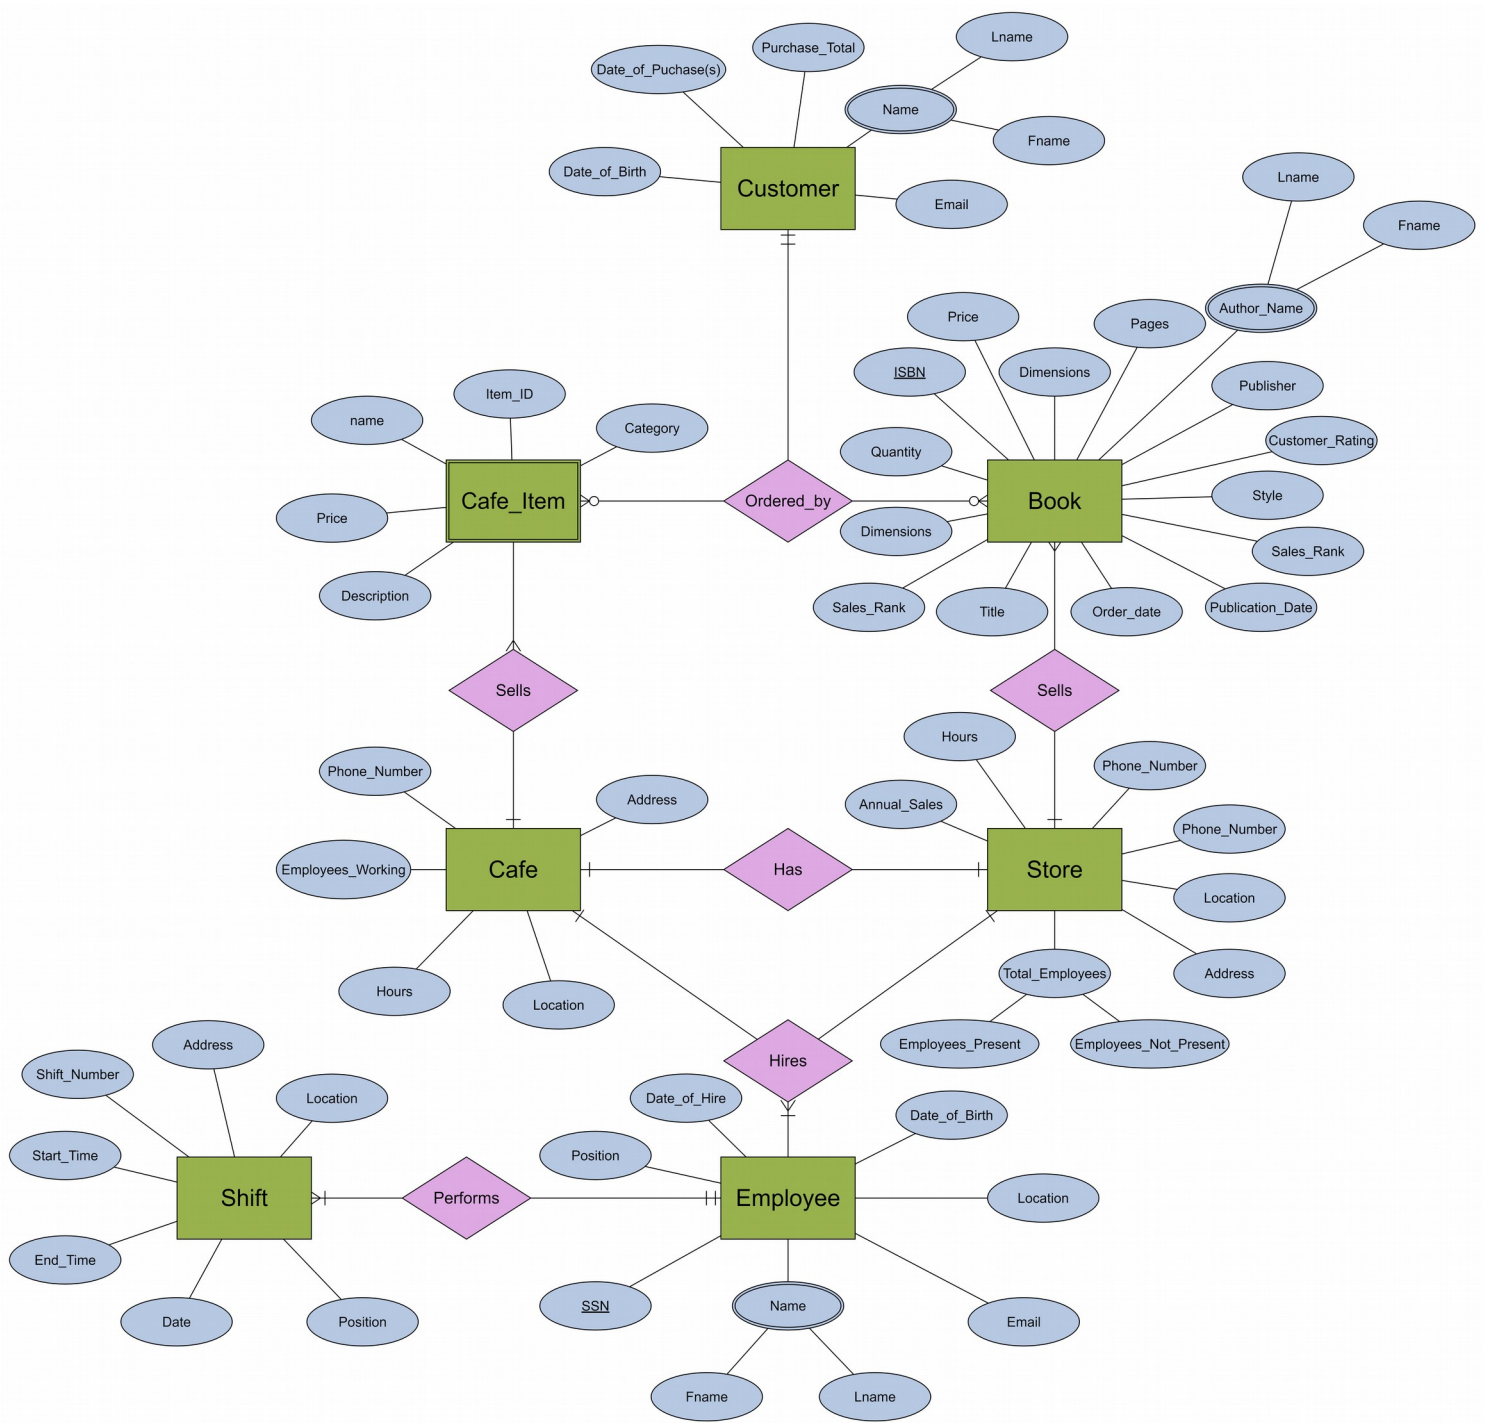 Lname
Purchase_Total
Date_of_Puchase(s)
Name
Fname
Date_of_Birth
Customer
Email
Lname
Fname
Author_Name
Price
Pages
ISBN
Dimensions
Publisher
Item_ID
name
Category
Customer_Rating
Quantity
Cafe_Item
Ordered_by
Book
Style
Price
Dimensions
Sales_Rank
Description
Sales_Rank
Title
Order_date
Publication_Date
Sells
Sells
Hours
Phone_Number
Phone_Number
Address
Annual_Sales
Phone_Number
Employees_Working
Cafe
Has
Store
Location
Total_Employees
Address
Hours
Location
Address
Employees_Present
Employees_Not_Present
Hires
Shift_Number
Location
Date_of_Hire
Date_of_Birth
Start_Time
Position
Shift
Performs
Employee
Location
End_Time
SSN
Name
Date
Position
Email
Fname
Lname